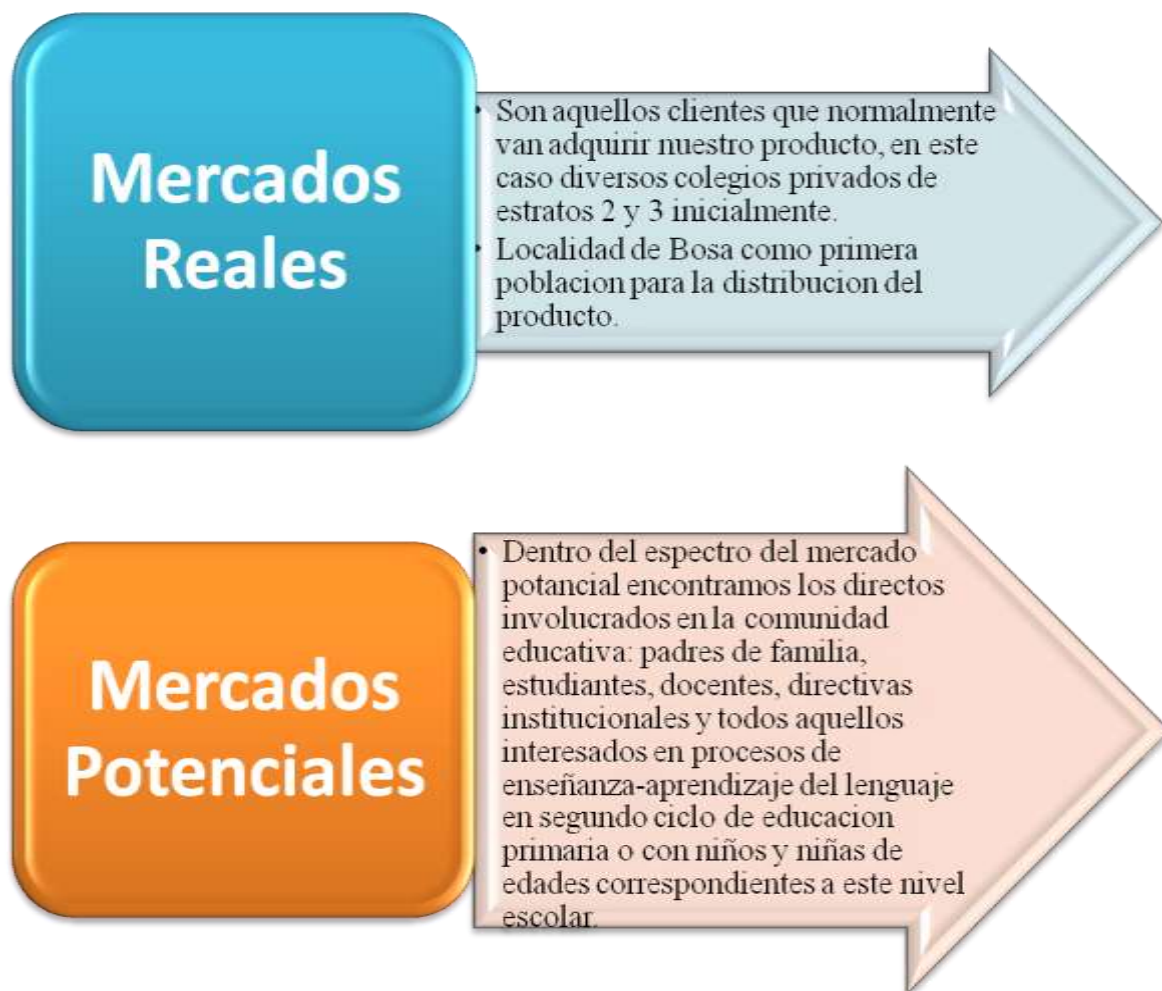 Mercados
Reales
• Son aquellos clientes que normalmente
van adquirir nuestro producto, en este
caso diversos colegios privados de
estratos 2 y 3 inicialmente.
• Localidad de Bosa como primera
poblacion para la distribucion del
producto.
Mercados
Potenciales
• Dentro del espectro del mercado
potancial encontramos los directos
involucrados en la comunidad
educativa: padres de familia,
estudiantes, docentes, directivas
institucionales y todos aquellos
interesados en procesos de
enseñanza-aprendizaje del lenguaje
en segundo ciclo de educacion
primaria o con niños y niñas de
edades correspondientes a este nivel
escolar.